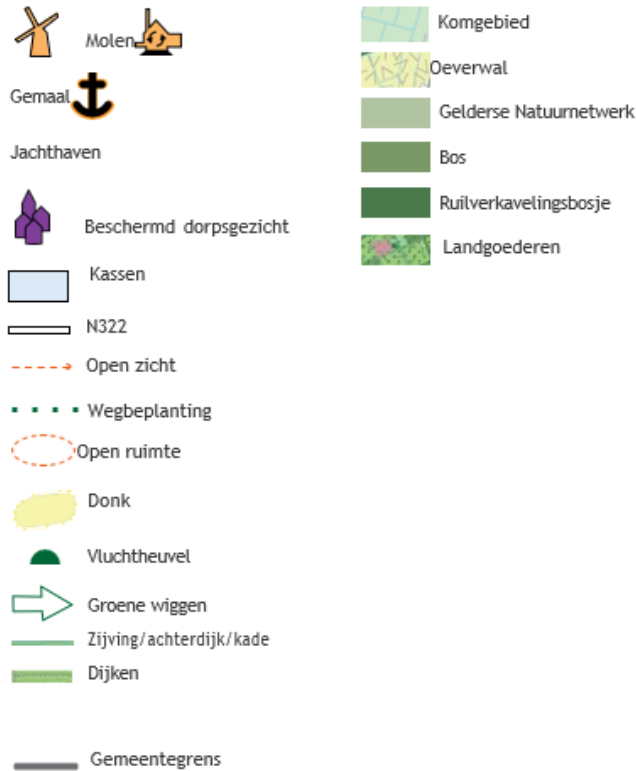 Molen
Gemaal
Jachthaven
Beschermd dorpsgezicht
Kassen
N322
Open zicht
Wegbeplanting
Open ruimte
Donk
Vluchtheuvel
Groene wiggen
Zijving/achterdijk/kade
Dijken
Gemeentegrens
Komgebied
Oeverwal
Gelderse Natuurnetwerk
Bos
Ruilverkavelingsbosje
Landgoederen